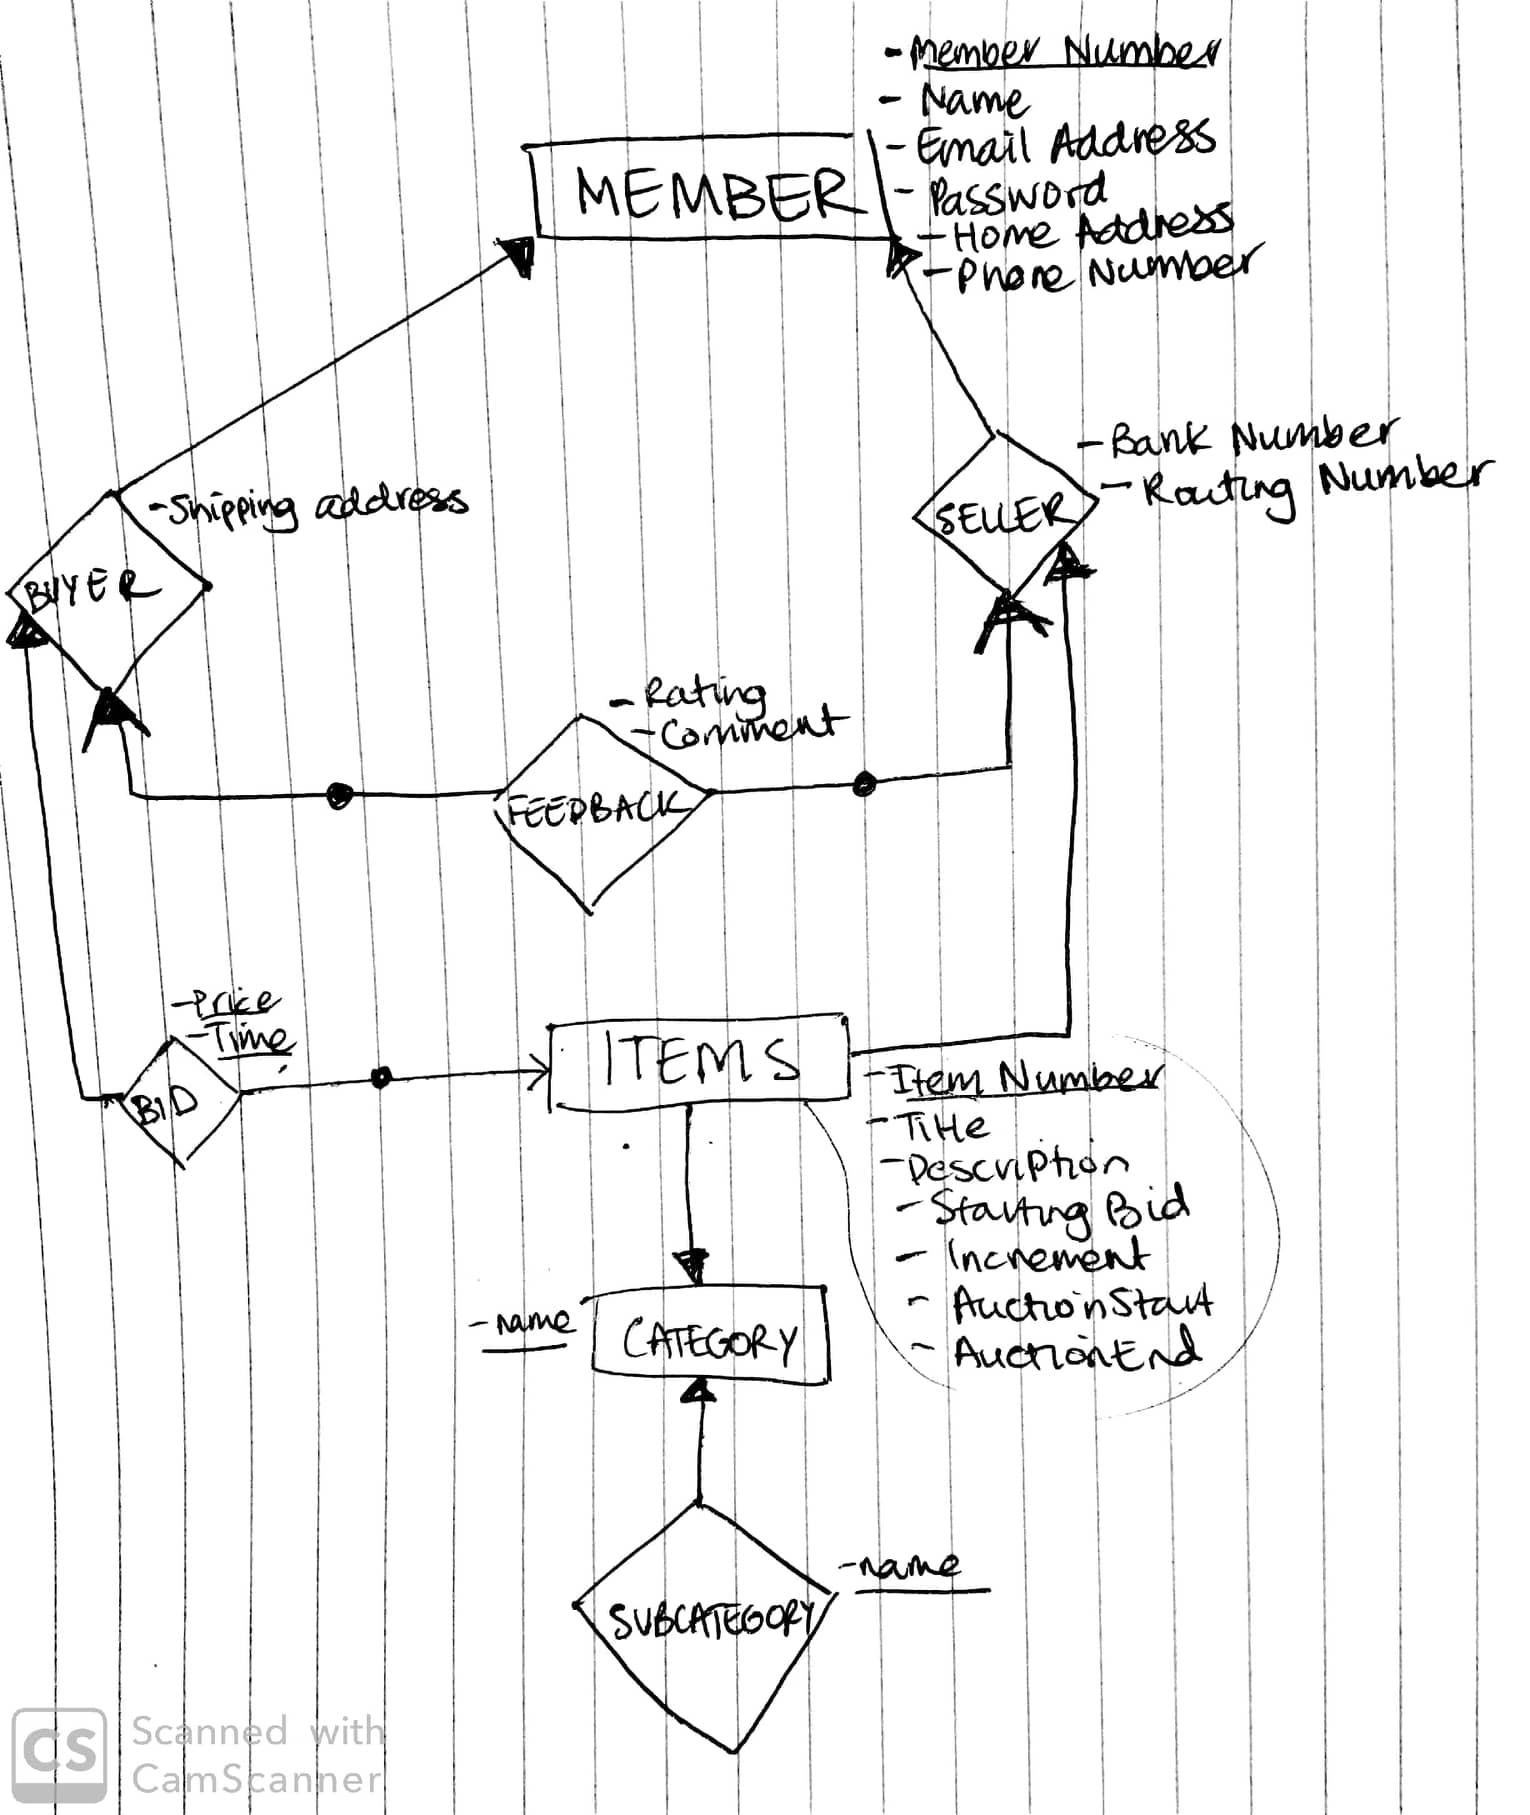 - Member Number
- Name
- Email Address
MEMBER
- Password
- Home Address
- Phone Number
- Bank Number
- Routing Number
- Shipping address
SELLER
BUYER
- Rating
- Comment
FEEDBACK
- Price
- Time
ITEMS
- Item Number
BID
- Title
- Description
- Starting Bid
- Increment
- AuctionStart
- name
CATEGORY
- AuctionEnd
- name
SUBCATEGORY
CS Scanned with
CamScanner